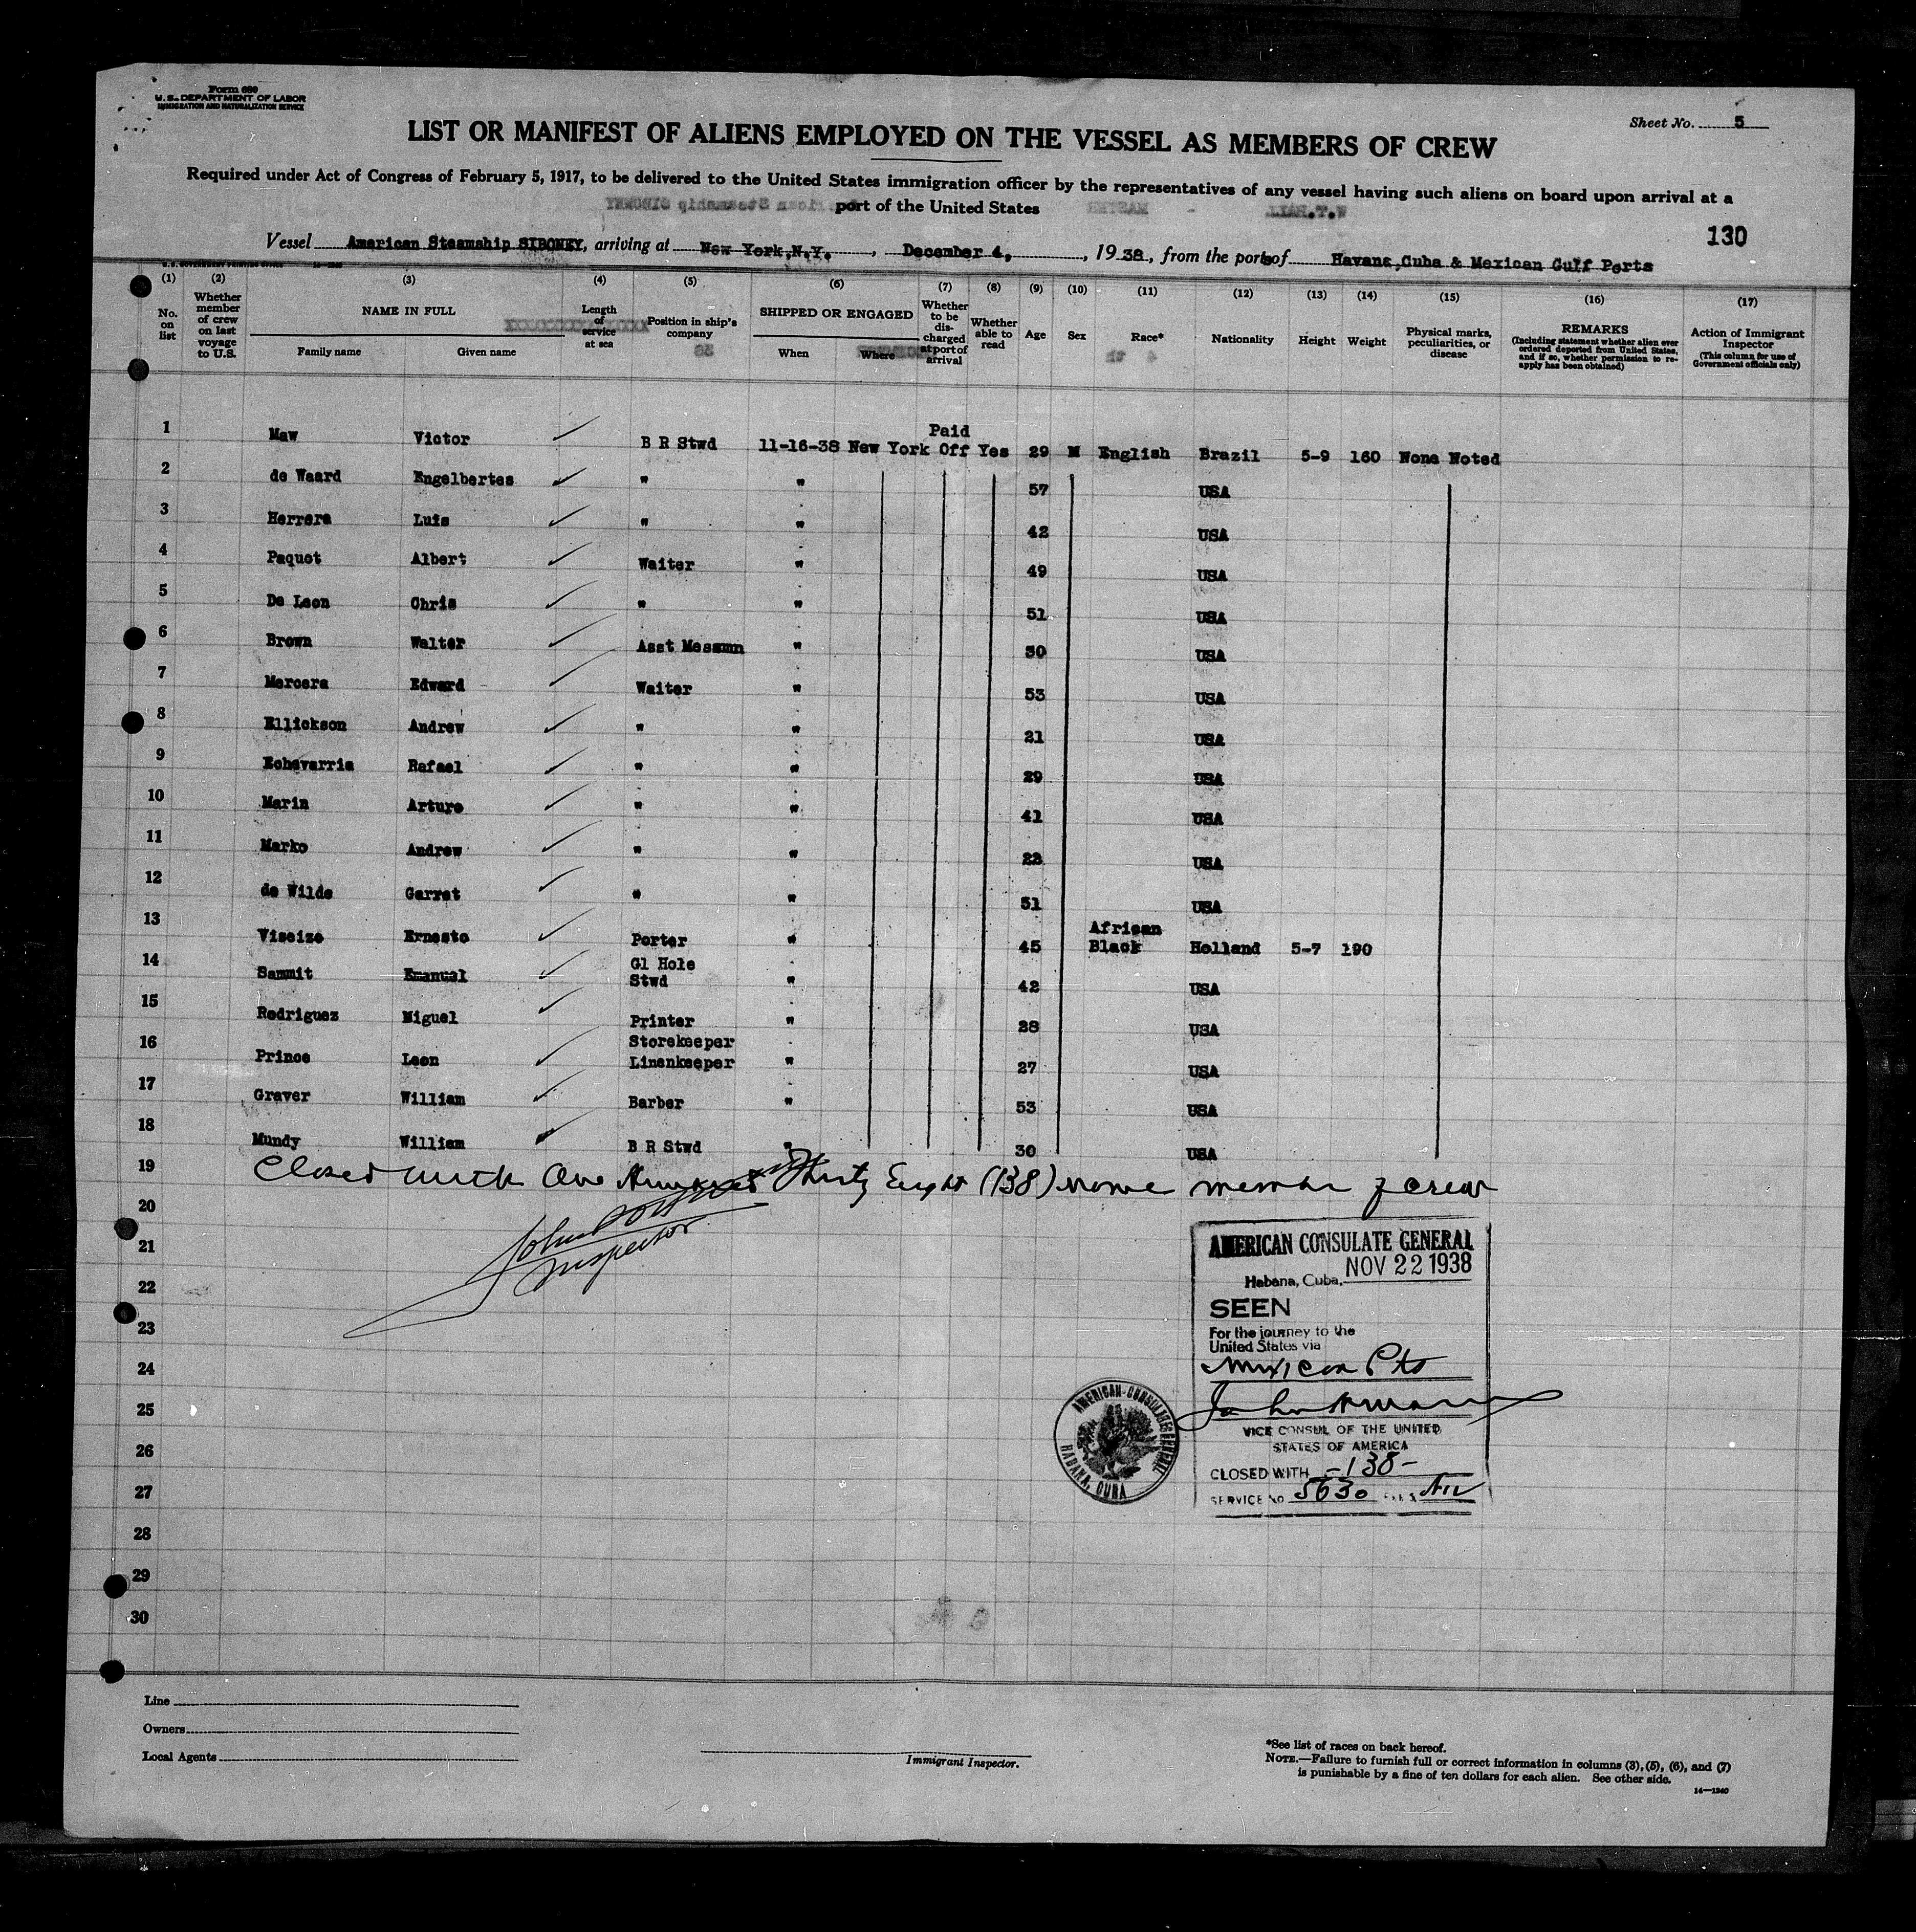 Form 680
U.S. DEPARTMENT OF LABOR
IMMIGRATION AND NATURALIZATION SERVICE
Sheet No. 5
LIST OR MANIFEST OF ALIENS EMPLOYED ON THE VESSEL AS MEMBERS OF CREW
Required under Act of Congress of February 5, 1917, to be delivered to the United States immigration officer by the representatives of any vessel having such aliens on board upon arrival at a
port of the United States
130
Vessel American Steamship SIBONEY, arriving at New York,N.Y., December 4, 1938, from the ports of Havana,Cuba & Mexican Gulf Ports
U. S. GOVERNMENT PRINTING OFFICE
(1) (2) (3) (4) (5) (6) (7) (8) (9) (10) (11) (12) (13) (14) (15) (16) (17)
No. on list
Whether member of crew on last voyage to U.S.
NAME IN FULL
Family name Given name
Length of service at sea
Position in ship's company
SHIPPED OR ENGAGED
When Where
Whether to be discharged at port of arrival
Whether able to read
Age
Sex
Race*
Nationality
Height
Weight
Physical marks, peculiarities, or disease
REMARKS
(Including statement whether alien ever ordered deported from United States, and if so, whether permission to reapply has been obtained)
Action of Immigrant Inspector
(This column for use of Government officials only)
1 Maw Victor B R Stwd 11-16-38 New York Paid Off Yes 29 M English Brazil 5-9 160 None Noted
2 de Waard Engelbertes " " 57 USA
3 Herrera Luis " " 42 USA
4 Paquot Albert Waiter " 49 USA
5 De Leon Chris " " 51 USA
6 Brown Walter Asst Messmn " 30 USA
7 Mercera Edward Waiter " 53 USA
8 Ellickson Andrew " " 21 USA
9 Echevarria Rafael " " 29 USA
10 Marin Arturo " " 41 USA
11 Marko Andrew " " 22 USA
12 de Wilde Garret " " 51 USA
13 Viseize Ernesto Porter " 45 African Black Holland 5-7 190
14 Sammit Emanual Gl Hole Stwd " 42 USA
15 Rodriguez Miguel Printer " 28 USA
16 Prince Leon Storekeeper Linenkeeper " 27 USA
17 Graver William Barber " 53 USA
18 Mundy William B R Stwd " 30 USA
19 Closed with One Hundred Thirty Eight (138) member of crew
20
Inspector
21
22
23
24
25
26
27
28
29
30
AMERICAN CONSULATE GENERAL
NOV 22 1938
Habana, Cuba,
SEEN
For the journey to the
United States via
Mexican Pts
VICE CONSUL OF THE UNITED
STATES OF AMERICA
CLOSED WITH -138-
SERVICE No 5630
AMERICAN CONSULATE GENERAL
HABANA, CUBA
Line
Owners
Local Agents
Immigrant Inspector.
*See list of races on back hereof.
NOTE.—Failure to furnish full or correct information in columns (3), (5), (6), and (7)
is punishable by a fine of ten dollars for each alien. See other side.
14—1240